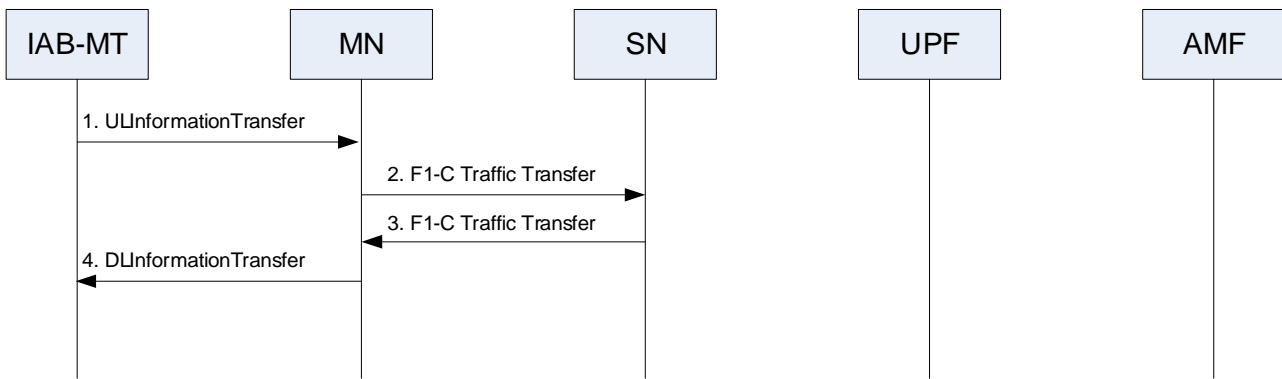 IAB-MT
MN
SN
UPF
AMF
1. ULInformationTransfer
2. F1-C Traffic Transfer
3. F1-C Traffic Transfer
4. DLInformationTransfer